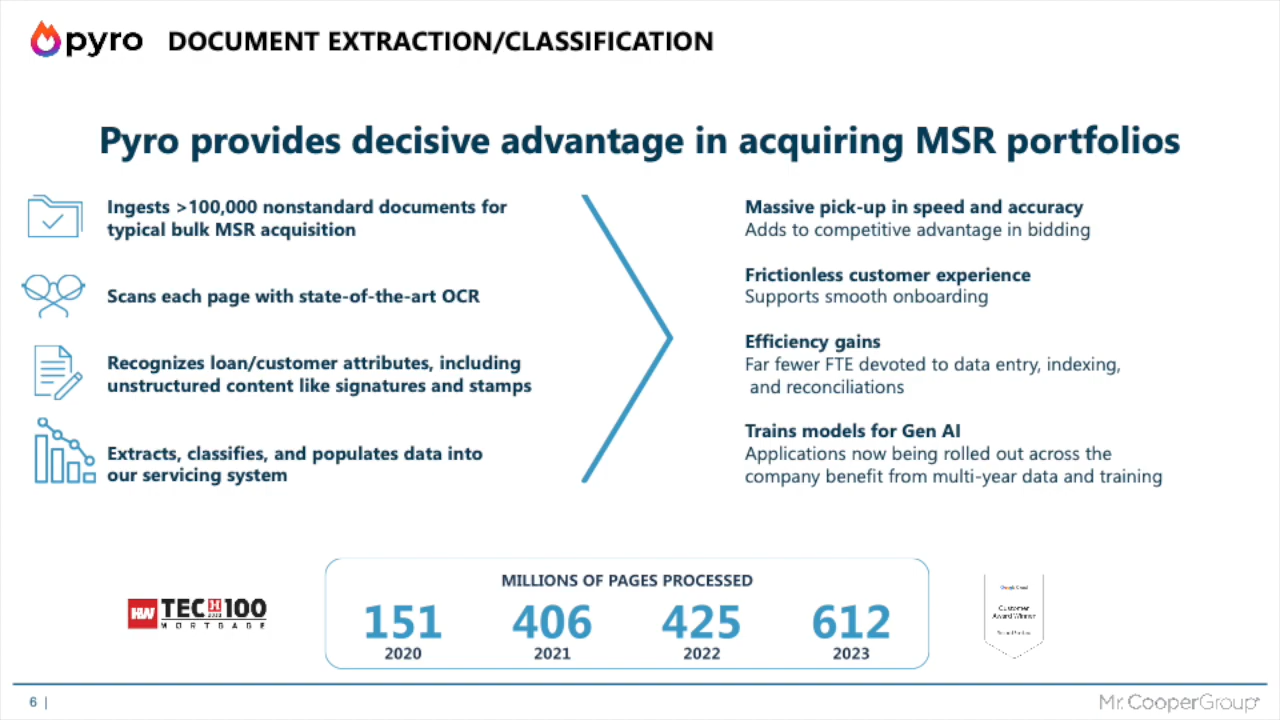 pyro DOCUMENT EXTRACTION/CLASSIFICATION
Pyro provides decisive advantage in acquiring MSR portfolios
Ingests >100,000 nonstandard documents for
typical bulk MSR acquisition
Scans each page with state-of-the-art OCR
Recognizes loan/customer attributes, including
unstructured content like signatures and stamps
Extracts, classifies, and populates data into
our servicing system
Massive pick-up in speed and accuracy
Adds to competitive advantage in bidding
Frictionless customer experience
Supports smooth onboarding
Efficiency gains
Far fewer FTE devoted to data entry, indexing,
and reconciliations
Trains models for Gen AI
Applications now being rolled out across the
company benefit from multi-year data and training
HW TECH100
MORTGAGE
MILLIONS OF PAGES PROCESSED
151 406 425 612
2020 2021 2022 2023
Google Cloud
Customer
Award Winner
6 |
Mr. CooperGroup